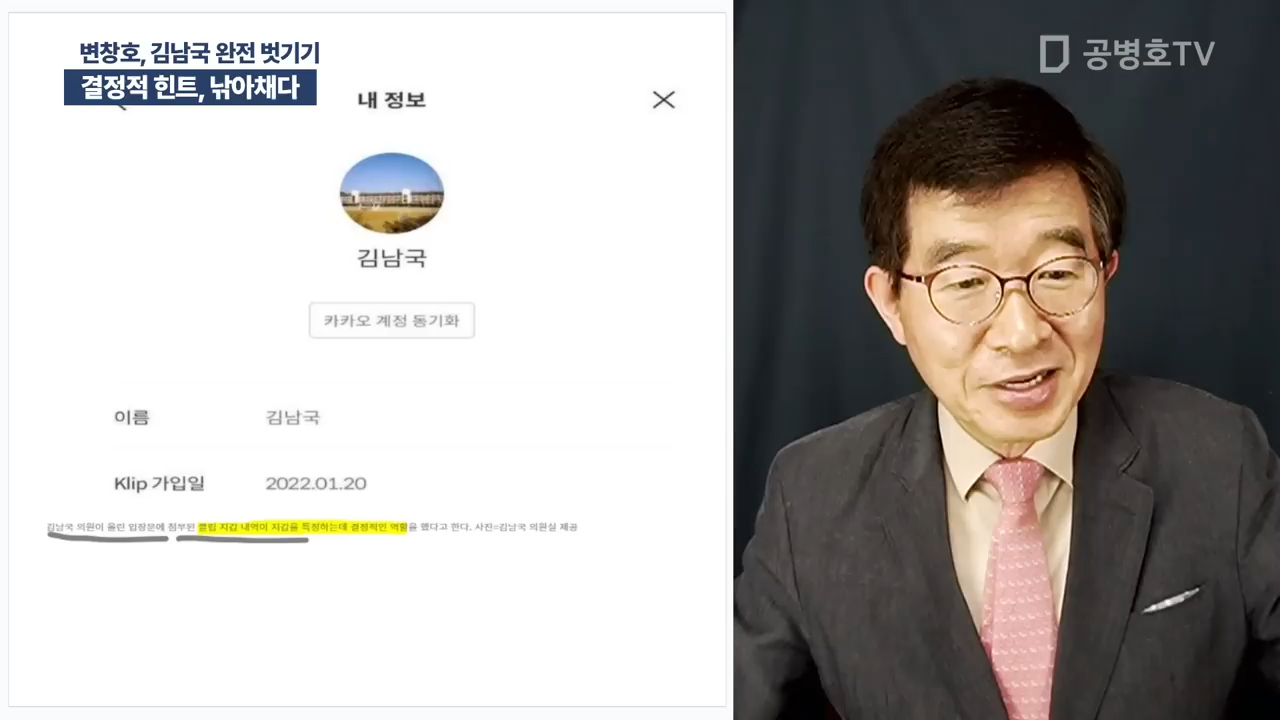 변창호, 김남국 완전 벗기기
결정적 힌트, 낚아채다
공병호TV
내 정보
김남국
카카오 계정 동기화
이름 김남국
Klip 가입일 2022.01.20
김남국 의원이 올린 입장문에 첨부된 클립 지갑 내역이 지갑을 특정하는데 결정적인 역할을 했다고 한다. 사진=김남국 의원실 제공